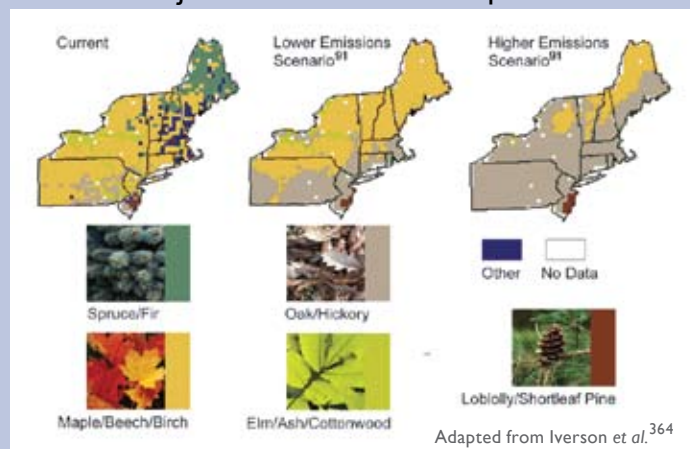 Current
Lower Emissions
Scenario91
Higher Emissions
Scenario91
Other
No Data
Spruce/Fir
Oak/Hickory
Maple/Beech/Birch
Elm/Ash/Cottonwood
Loblolly/Shortleaf Pine
Adapted from Iverson et al.364